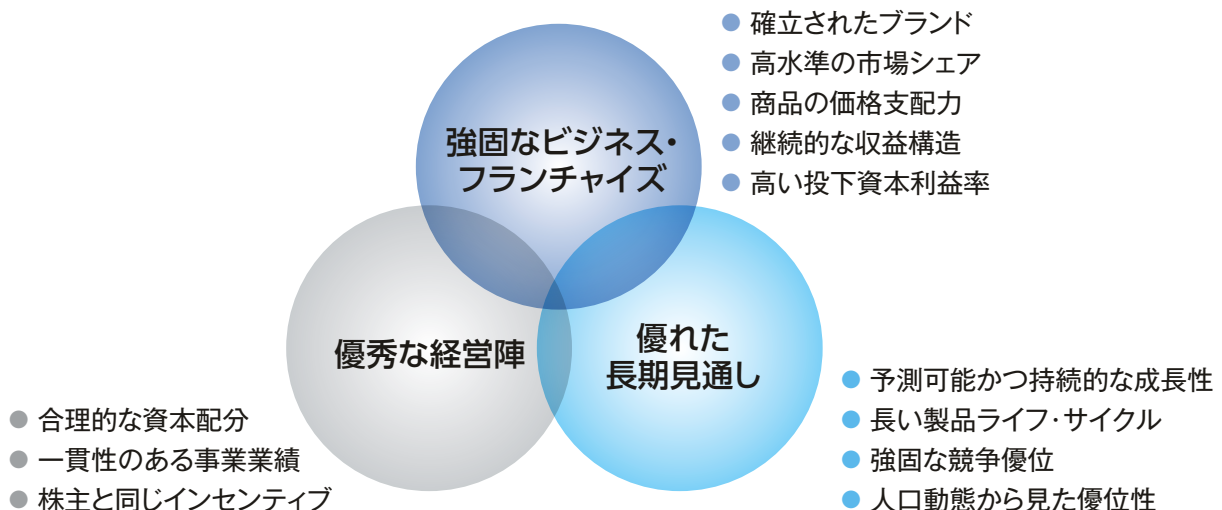 強固なビジネス・
フランチャイズ
確立されたブランド
高水準の市場シェア
商品の価格支配力
継続的な収益構造
高い投下資本利益率
優秀な経営陣
合理的な資本配分
一貫性のある事業業績
株主と同じインセンティブ
優れた
長期見通し
予測可能かつ持続的な成長性
長い製品ライフ・サイクル
強固な競争優位
人口動態から見た優位性